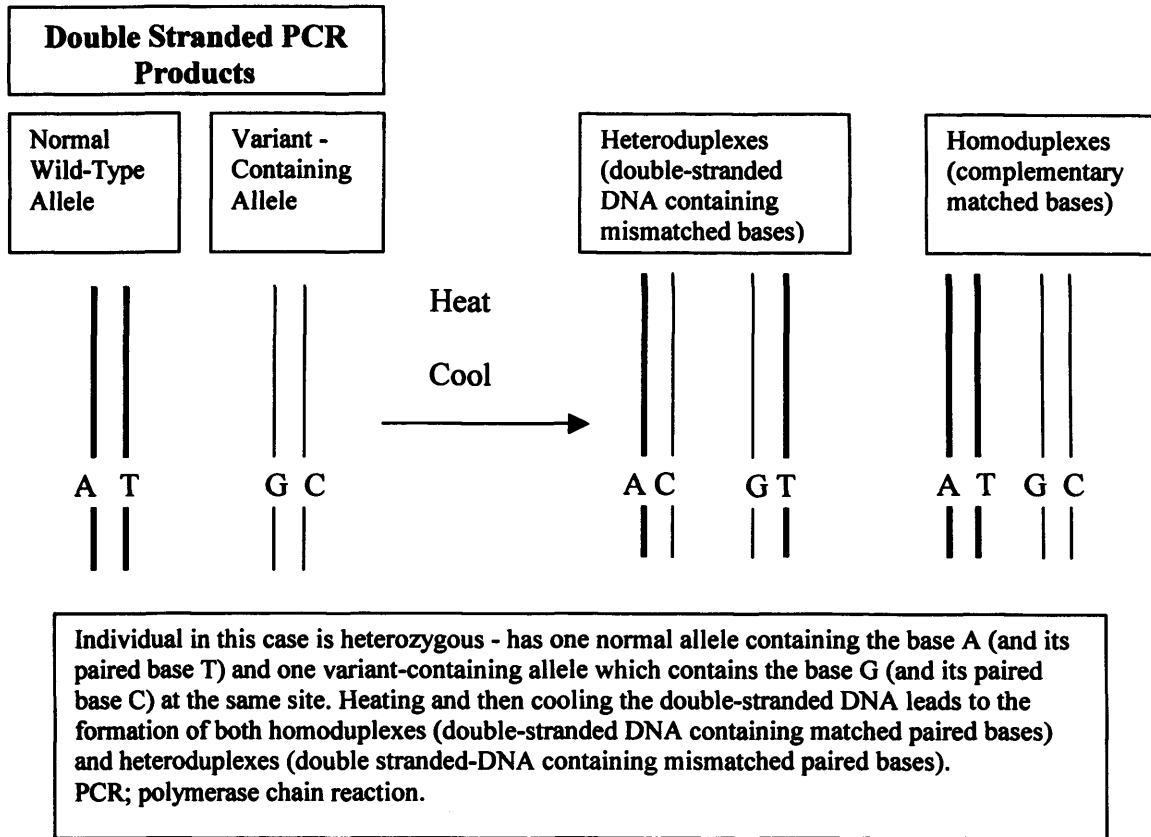 Double Stranded PCR
Products
Normal
Wild-Type
Allele
Variant -
Containing
Allele
Heteroduplexes
(double-stranded
DNA containing
mismatched bases)
Homoduplexes
(complementary
matched bases)
Heat
Cool
A T
G C
A C
G T
A T
G C
Individual in this case is heterozygous - has one normal allele containing the base A (and its
paired base T) and one variant-containing allele which contains the base G (and its paired
base C) at the same site. Heating and then cooling the double-stranded DNA leads to the
formation of both homoduplexes (double-stranded DNA containing matched paired bases)
and heteroduplexes (double stranded-DNA containing mismatched paired bases).
PCR; polymerase chain reaction.